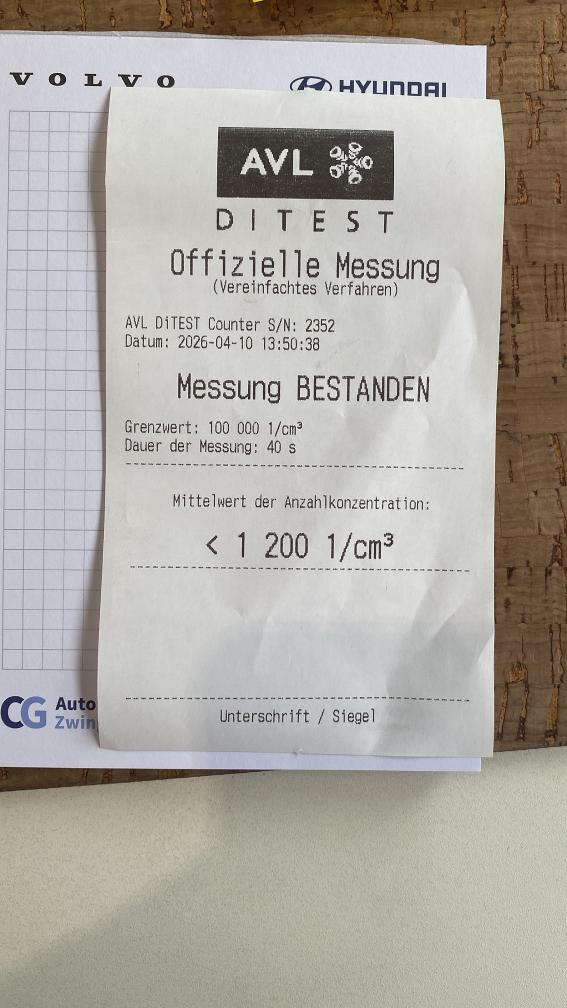 VOLVO HYUNDAI
AVL
DITEST
Offizielle Messung
(Vereinfachtes Verfahren)
AVL DiTEST Counter S/N: 2352
Datum: 2026-04-10 13:50:38
Messung BESTANDEN
Grenzwert: 100 000 1/cm³
Dauer der Messung: 40 s
Mittelwert der Anzahlkonzentration:
< 1 200 1/cm³
CG Auto
Unterschrift / Siegel